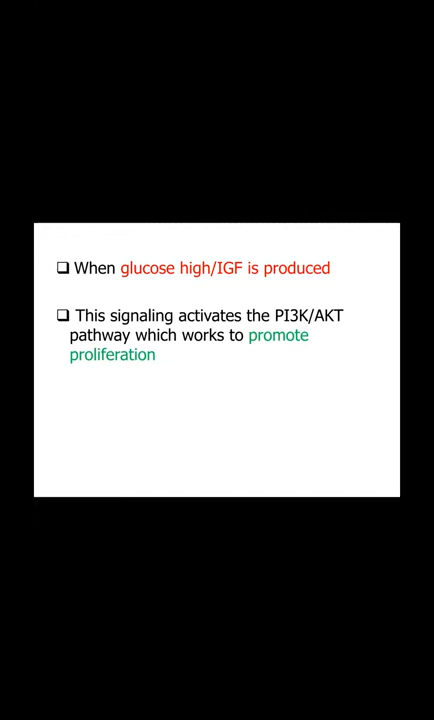 ❑ When glucose high/IGF is produced
❑ This signaling activates the PI3K/AKT
pathway which works to promote
proliferation